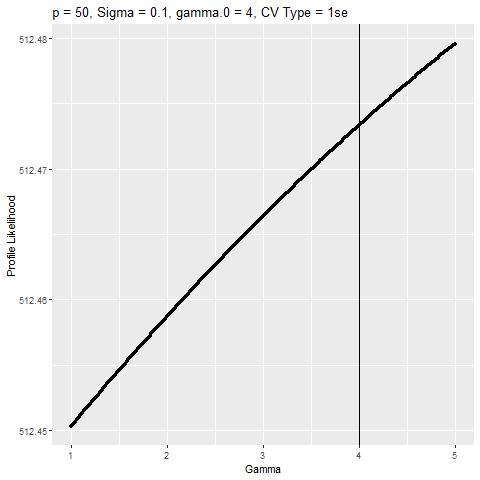 p = 50, Sigma = 0.1, gamma.0 = 4, CV Type = 1se
512.48
512.47
512.46
512.45
Profile Likelihood
1 2 3 4 5
Gamma